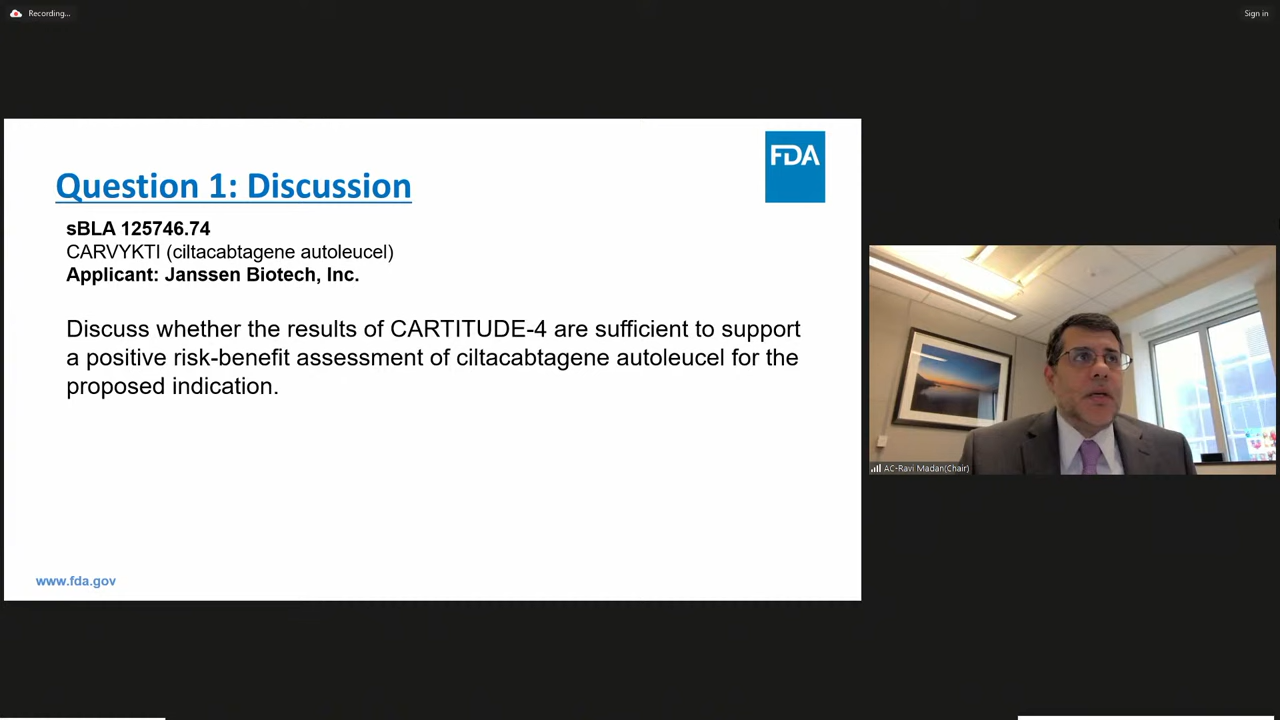 Recording...
Sign in
FDA
Question 1: Discussion
sBLA 125746.74
CARVYKTI (ciltacabtagene autoleucel)
Applicant: Janssen Biotech, Inc.
Discuss whether the results of CARTITUDE-4 are sufficient to support
a positive risk-benefit assessment of ciltacabtagene autoleucel for the
proposed indication.
AC-Ravi Madan(Chair)
www.fda.gov